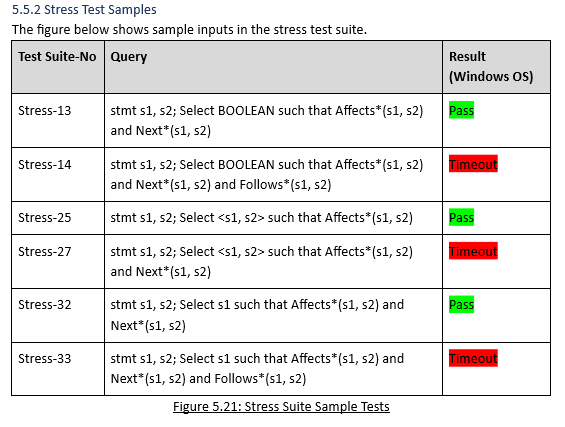 5.5.2 Stress Test Samples
The figure below shows sample inputs in the stress test suite.
Test Suite-No Query Result
(Windows OS)
Stress-13 stmt s1, s2; Select BOOLEAN such that Affects*(s1, s2) Pass
and Next*(s1, s2)
Stress-14 stmt s1, s2; Select BOOLEAN such that Affects*(s1, s2) Timeout
and Next*(s1, s2) and Follows*(s1, s2)
Stress-25 stmt s1, s2; Select <s1, s2> such that Affects*(s1, s2) Pass
Stress-27 stmt s1, s2; Select <s1, s2> such that Affects*(s1, s2) Timeout
and Next*(s1, s2)
Stress-32 stmt s1, s2; Select s1 such that Affects*(s1, s2) and Pass
Next*(s1, s2)
Stress-33 stmt s1, s2; Select s1 such that Affects*(s1, s2) and Timeout
Next*(s1, s2) and Follows*(s1, s2)
Figure 5.21: Stress Suite Sample Tests